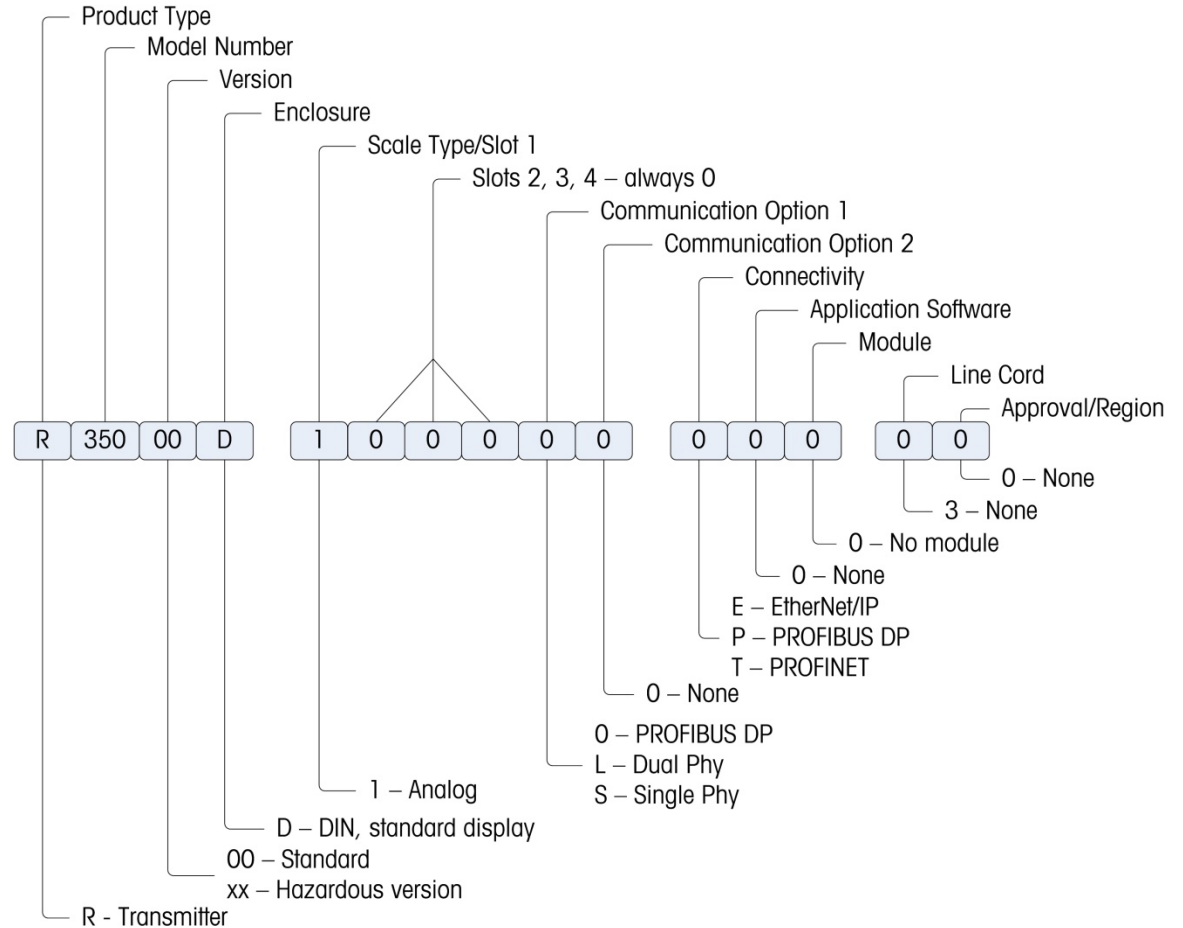 Product Type
Model Number
Version
Enclosure
Scale Type/Slot 1
Slots 2, 3, 4 – always 0
Communication Option 1
Communication Option 2
Connectivity
Application Software
Module
Line Cord
Approval/Region
R 350 00 D 1 0 0 0 0 0 0 0 0 0 0
0 – None
3 – None
0 – No module
0 – None
E – EtherNet/IP
P – PROFIBUS DP
T – PROFINET
0 – None
0 – PROFIBUS DP
L – Dual Phy
S – Single Phy
1 – Analog
D – DIN, standard display
00 – Standard
xx – Hazardous version
R - Transmitter